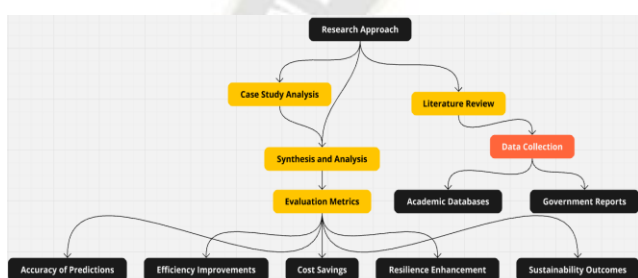 Research Approach
Case Study Analysis
Literature Review
Data Collection
Synthesis and Analysis
Evaluation Metrics
Academic Databases
Government Reports
Accuracy of Predictions
Efficiency Improvements
Cost Savings
Resilience Enhancement
Sustainability Outcomes